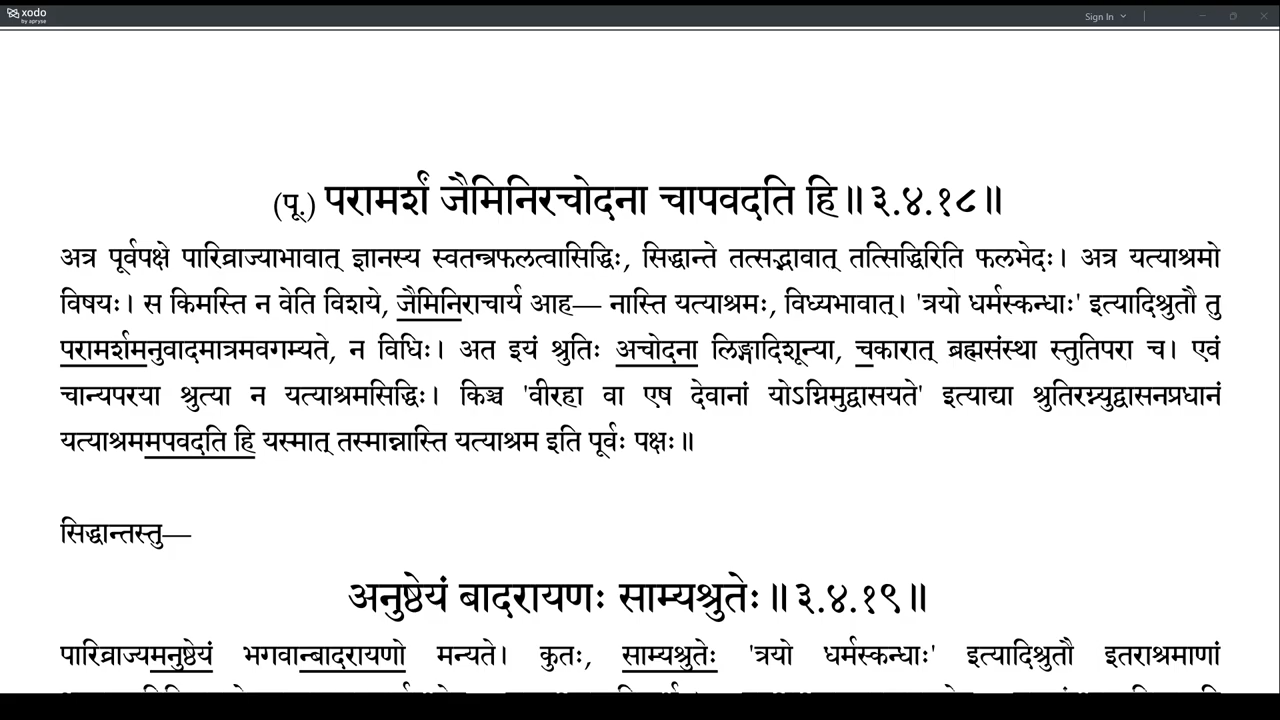 xodo
by apryse
Sign In
(पू.) परामर्शं जैमिनिरचोदना चापवदति हि॥३.४.१८॥
अत्र पूर्वपक्षे पारिव्राज्याभावात् ज्ञानस्य स्वतन्त्रफलत्वासिद्धिः, सिद्धान्ते तत्सद्भावात् तत्सिद्धिरिति फलभेदः। अत्र यत्याश्रमो
विषयः। स किमस्ति न वेति विशये, जैमिनिराचार्य आह— नास्ति यत्याश्रमः, विध्यभावात्। 'त्रयो धर्मस्कन्धाः' इत्यादिश्रुतौ तु
परामर्शमनुवादमात्रमवगम्यते, न विधिः। अत इयं श्रुतिः अचोदना लिङ्गादिशून्या, चकारात् ब्रह्मसंस्था स्तुतिपरा च। एवं
चान्यपरया श्रुत्या न यत्याश्रमसिद्धिः। किञ्च 'वीरहा वा एष देवानां योऽग्निमुद्वासयते' इत्याद्या श्रुतिरग्न्युद्वासनप्रधानं
यत्याश्रममपवदति हि यस्मात् तस्मान्नास्ति यत्याश्रम इति पूर्वः पक्षः॥
सिद्धान्तस्तु—
अनुष्ठेयं बादरायणः साम्यश्रुतेः॥३.४.१९॥
पारिव्राज्यमनुष्ठेयं भगवान्बादरायणो मन्यते। कुतः, साम्यश्रुतेः 'त्रयो धर्मस्कन्धाः' इत्यादिश्रुतौ इतराश्रमाणां